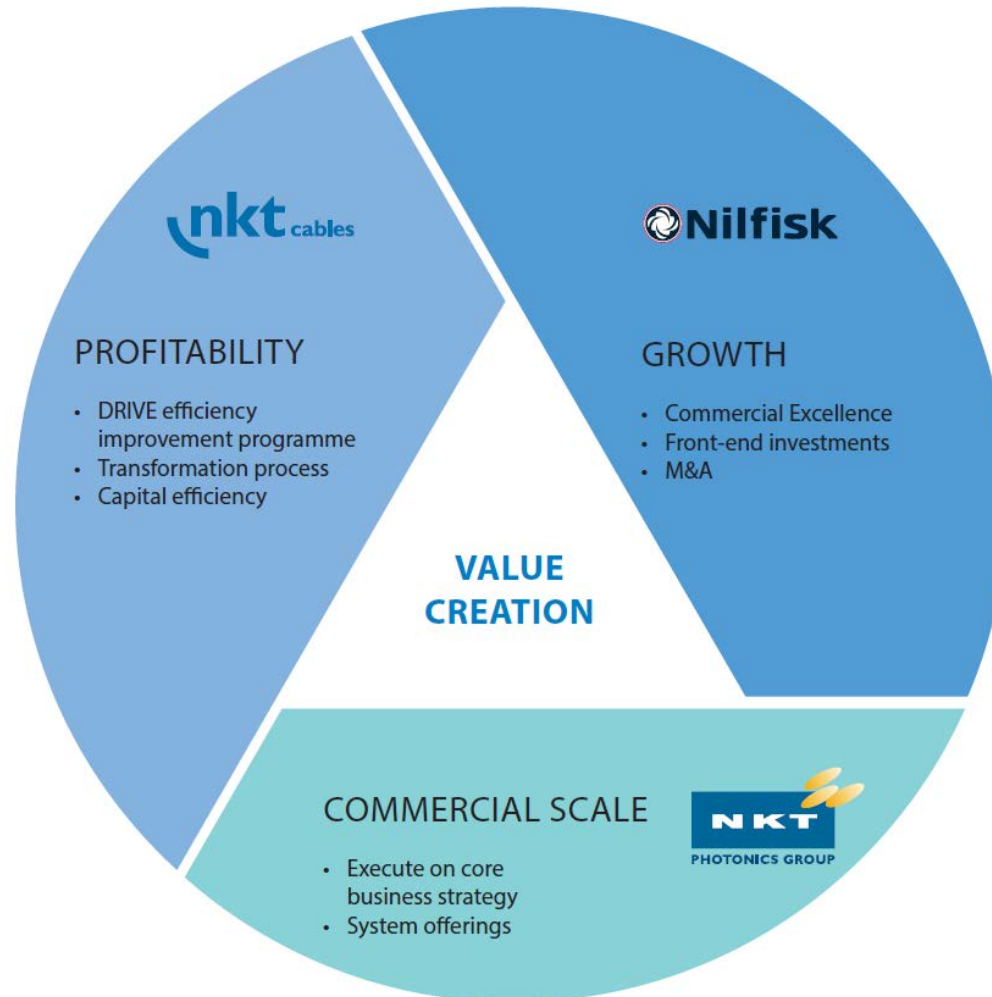 nkt cables
PROFITABILITY
• DRIVE efficiency
improvement programme
• Transformation process
• Capital efficiency
Nilfisk
GROWTH
• Commercial Excellence
• Front-end investments
• M&A
VALUE
CREATION
COMMERCIAL SCALE
• Execute on core
business strategy
• System offerings
NKT
PHOTONICS GROUP